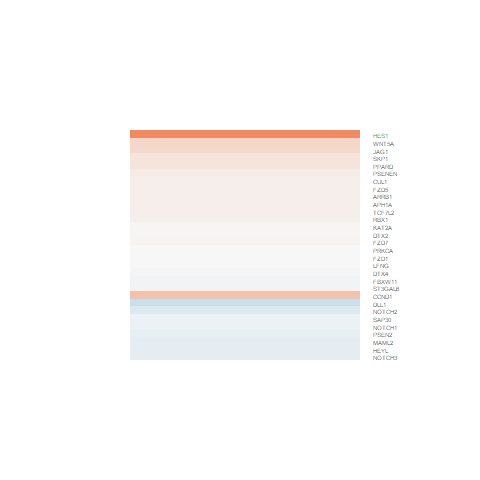 HES1
WNT5A
JAG1
SKP1
PPARD
PSENEN
CUL1
FZD5
ARRB1
APH1A
TCF7L2
RBX1
KAT2A
DTX2
FZD7
PRKCA
FZD1
LFNG
DTX4
FBXW11
ST3GAL6
CCND1
DLL1
NOTCH2
SAP30
NOTCH1
PSEN2
MAML2
HEYL
NOTCH3